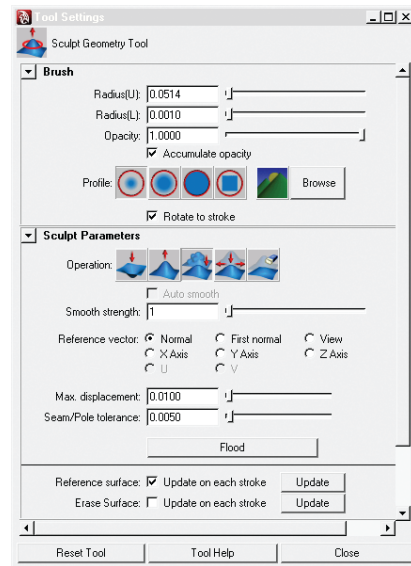 Tool Settings
Sculpt Geometry Tool
Brush
Radius(U): 0.0514
Radius(L): 0.0010
Opacity: 1.0000
Accumulate opacity
Profile: Browse
Rotate to stroke
Sculpt Parameters
Operation:
Auto smooth
Smooth strength: 1
Reference vector: Normal First normal View
X Axis Y Axis Z Axis
U V
Max. displacement: 0.0100
Seam/Pole tolerance: 0.0050
Flood
Reference surface: Update on each stroke Update
Erase Surface: Update on each stroke Update
Reset Tool Tool Help Close